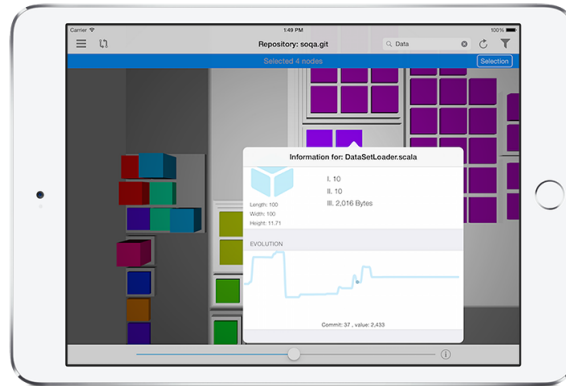 Carrier 1:49 PM 100%
Repository: soqa.git Data
Selected 4 nodes Selection
Information for: DataSetLoader.scala
I. 10
II. 10
III. 2,016 Bytes
Length: 100
Width: 100
Height: 11.71
EVOLUTION
Commit: 37 , value: 2,433